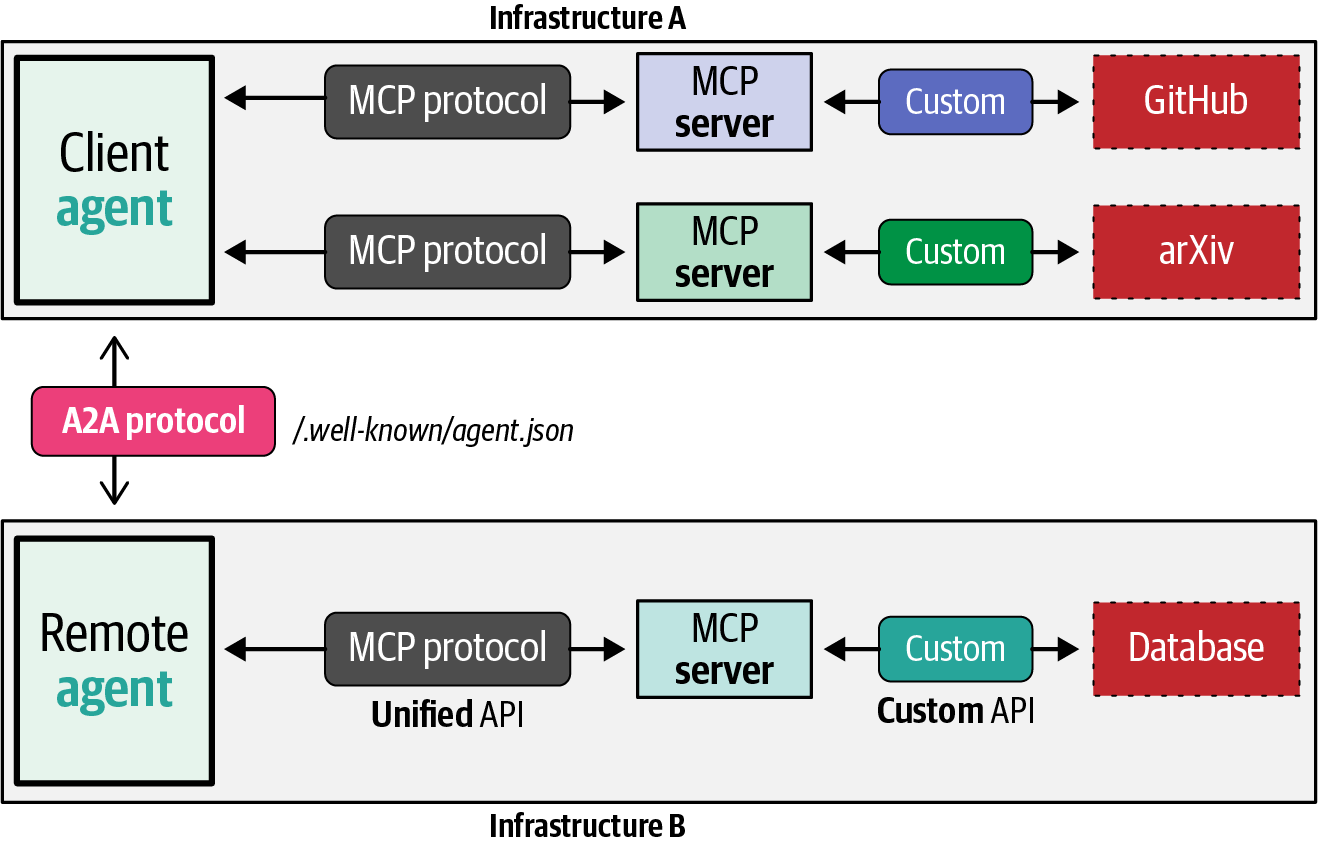 Infrastructure A
Client
agent
MCP protocol
MCP
server
Custom
GitHub
MCP protocol
MCP
server
Custom
arXiv
A2A protocol
/.well-known/agent.json
Remote
agent
MCP protocol
Unified API
MCP
server
Custom
Custom API
Database
Infrastructure B